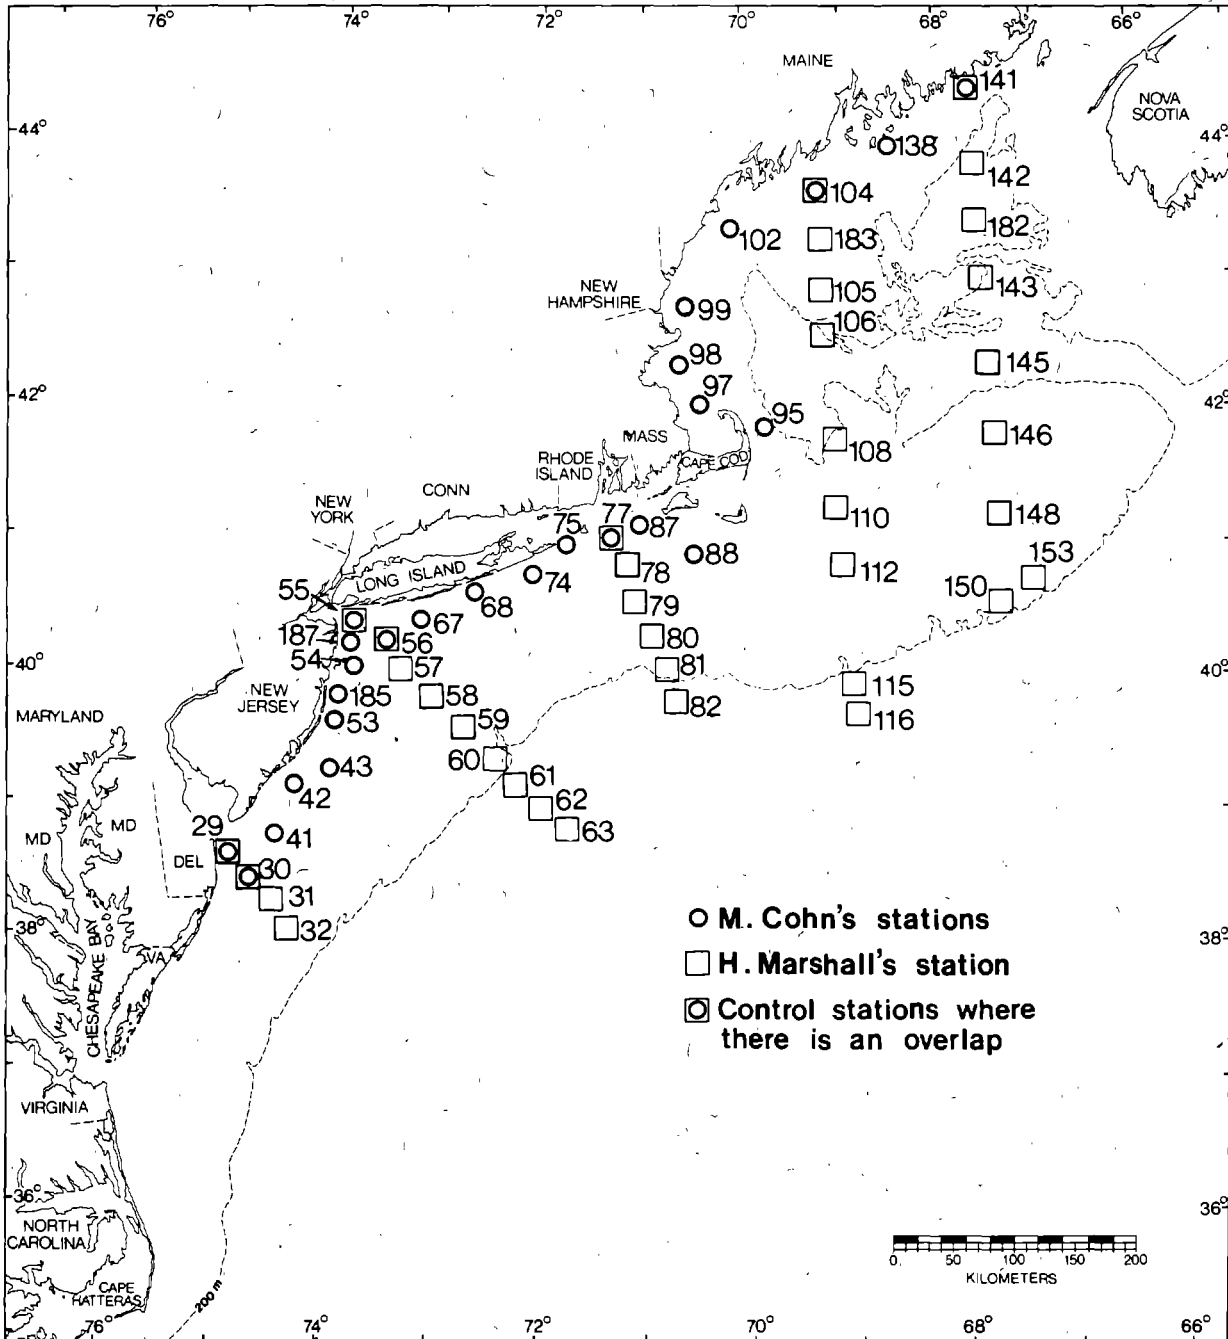 76° 74° 72° 70° 68° 66°
MAINE
141
NOVA
SCOTIA
44° 44°
138
142
104
182
102 183
143
NEW
HAMPSHIRE
105
99
106
98
145
97
42° 42°
95
146
MASS
108
RHODE
ISLAND
CAPE COD
CONN
NEW
YORK
110
148
75 77 87
153
88
112
LONG ISLAND
74 78
55
150
68 79
67
187 56 80
54 57 81
40° 40°
115
NEW
JERSEY
185 58 82
116
MARYLAND
53 59
60
43
61
42
62
MD
63
29
41
MD
DEL
30
31
32
38° 38°
CHESAPEAKE BAY
VA
M. Cohn's stations
H. Marshall's station
Control stations where
there is an overlap
VIRGINIA
36° 36°
NORTH
CAROLINA
0 50 100 150 200
KILOMETERS
CAPE
HATTERAS
200 m
76° 74° 72° 70° 68° 66°